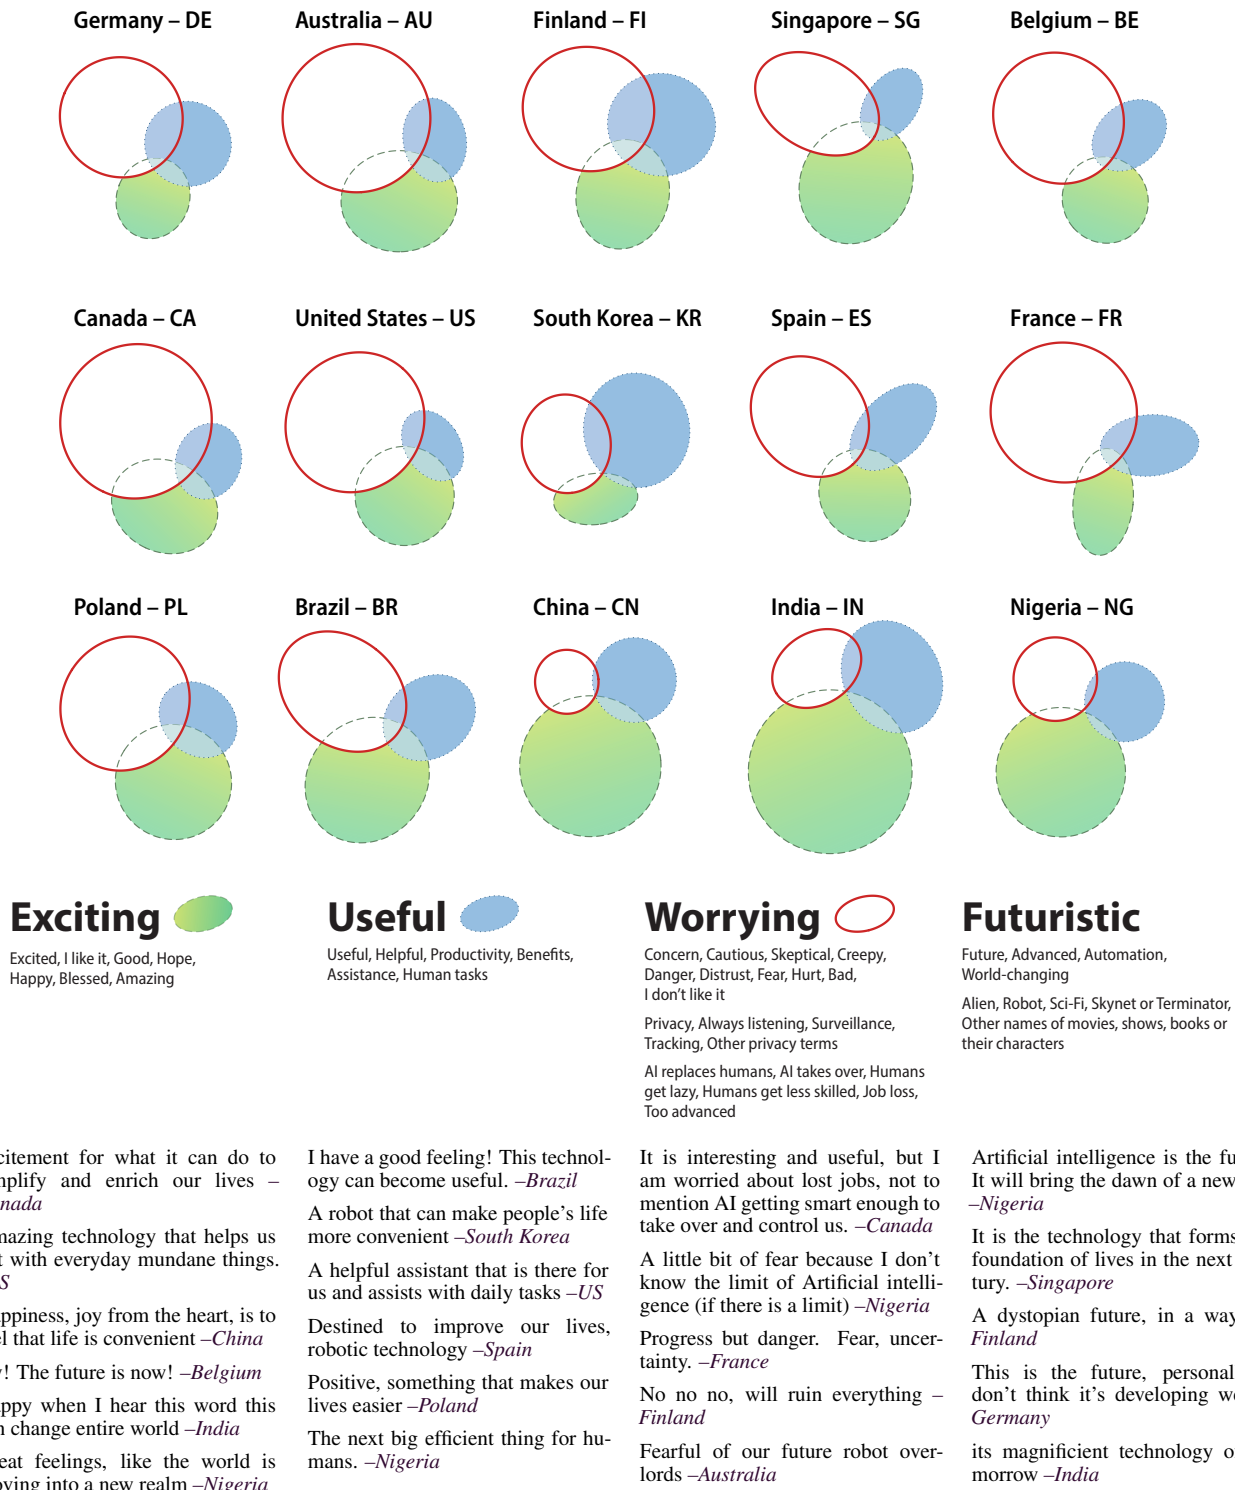 Germany – DE
Australia – AU
Finland – FI
Singapore – SG
Belgium – BE
Canada – CA
United States – US
South Korea – KR
Spain – ES
France – FR
Poland – PL
Brazil – BR
China – CN
India – IN
Nigeria – NG
Exciting
Excited, I like it, Good, Hope,
Happy, Blessed, Amazing
Useful
Useful, Helpful, Productivity, Benefits,
Assistance, Human tasks
Worrying
Concern, Cautious, Skeptical, Creepy,
Danger, Distrust, Fear, Hurt, Bad,
I don't like it
Privacy, Always listening, Surveillance,
Tracking, Other privacy terms
AI replaces humans, AI takes over, Humans
get lazy, Humans get less skilled, Job loss,
Too advanced
Futuristic
Future, Advanced, Automation,
World-changing
Alien, Robot, Sci-Fi, Skynet or Terminator,
Other names of movies, shows, books or
their characters
for what it can do to
and enrich our lives –
technology that helps us
with everyday mundane things.
joy from the heart, is to
that life is convenient –China
The future is now! –Belgium
when I hear this word this
change entire world –India
feelings, like the world is
into a new realm –Nigeria
I have a good feeling! This technol-
ogy can become useful. –Brazil
A robot that can make people's life
more convenient –South Korea
A helpful assistant that is there for
us and assists with daily tasks –US
Destined to improve our lives,
robotic technology –Spain
Positive, something that makes our
lives easier –Poland
The next big efficient thing for hu-
mans. –Nigeria
It is interesting and useful, but I
am worried about lost jobs, not to
mention AI getting smart enough to
take over and control us. –Canada
A little bit of fear because I don't
know the limit of Artificial intelli-
gence (if there is a limit) –Nigeria
Progress but danger. Fear, uncer-
tainty. –France
No no no, will ruin everything –
Finland
Fearful of our future robot over-
lords –Australia
Artificial intelligence is the
It will bring the dawn of a new
–Nigeria
It is the technology that forms
foundation of lives in the next
tury. –Singapore
A dystopian future, in a way
Finland
This is the future,
don't think it's developing
Germany
its magnificient technology
morrow –India